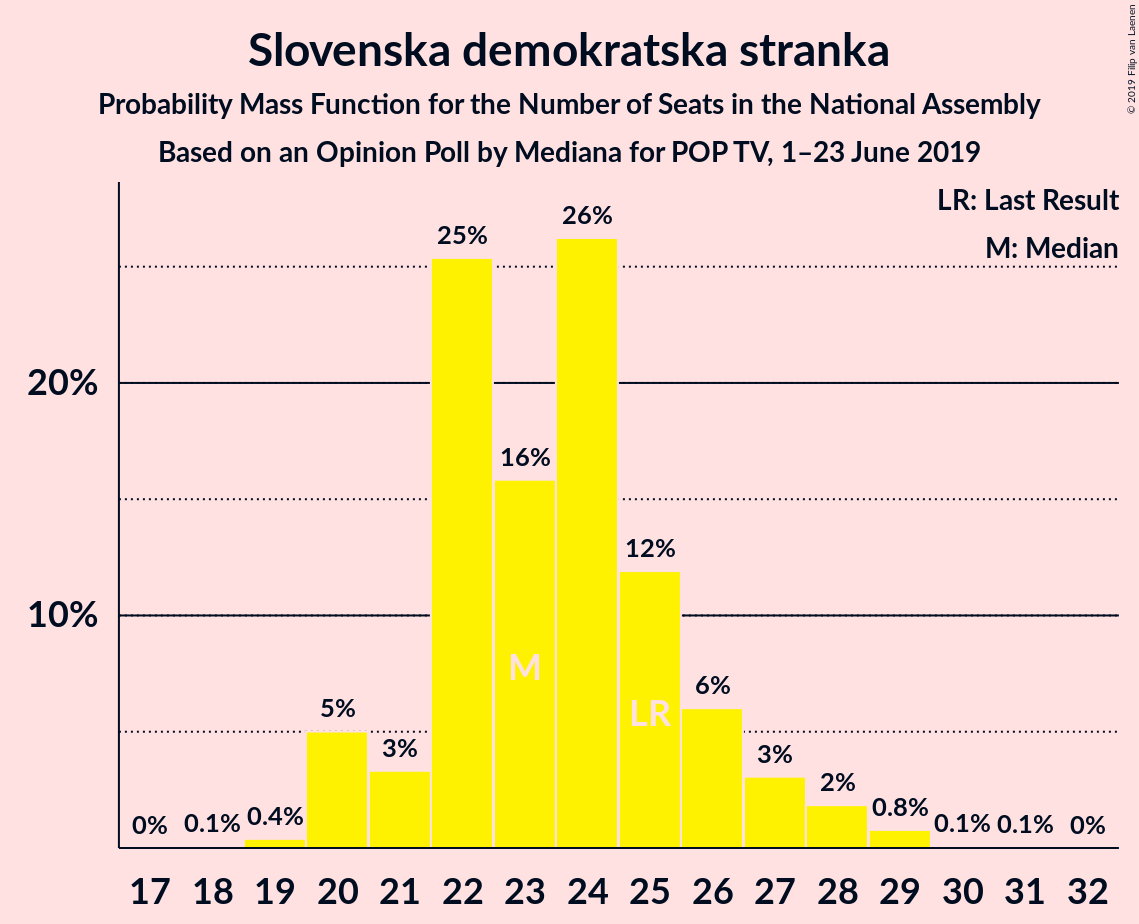 Slovenska demokratska stranka
Probability Mass Function for the Number of Seats in the National Assembly
Based on an Opinion Poll by Mediana for POP TV, 1–23 June 2019
© 2019 Filip van Laenen
LR: Last Result
M: Median
20%
10%
0%
0.1%
0.4%
5%
3%
25%
16%
26%
12%
6%
3%
2%
0.8%
0.1%
0.1%
0%
M
LR
17 18 19 20 21 22 23 24 25 26 27 28 29 30 31 32